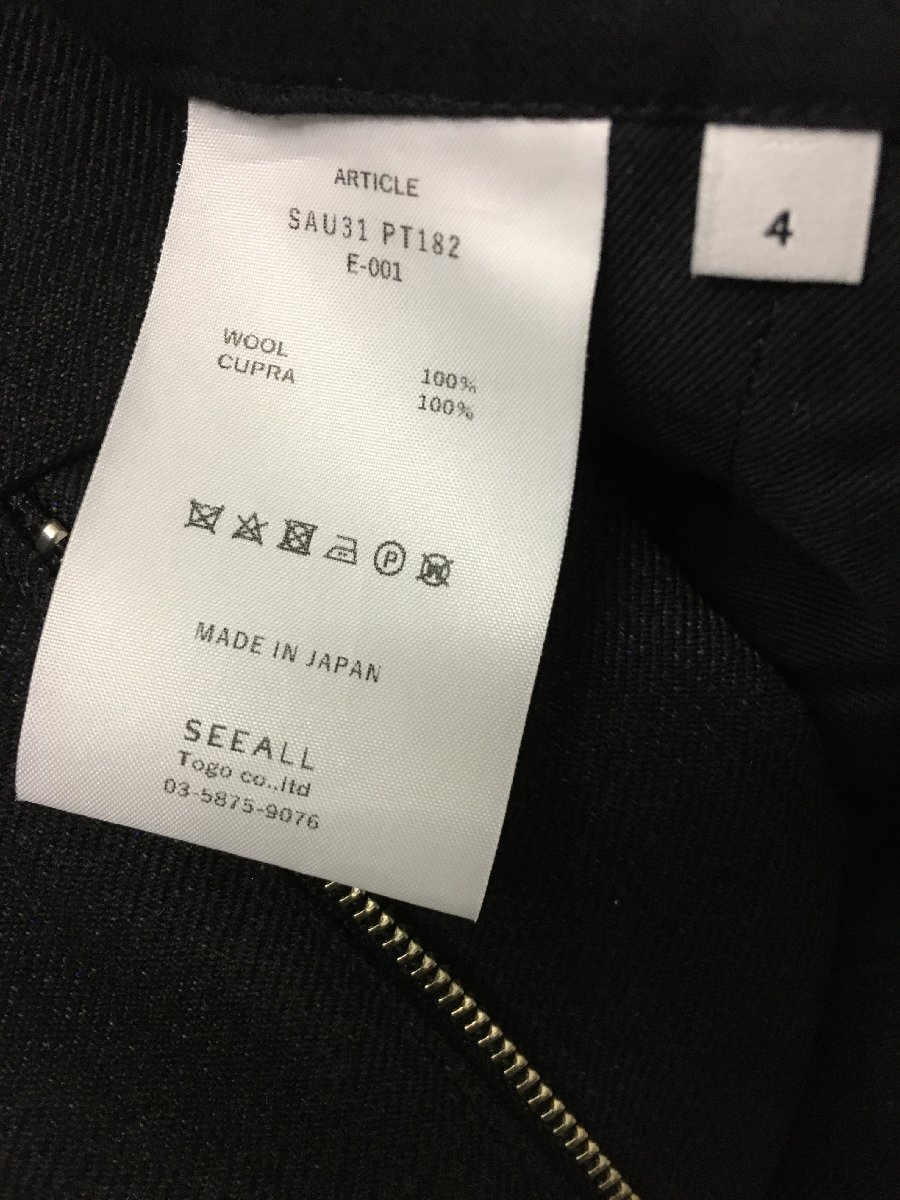 ARTICLE
SAU31 PT182
E-001
WOOL 100%
CUPRA 100%
P
W
MADE IN JAPAN
SEEALL
Togo co.,ltd
03-5875-9076
4